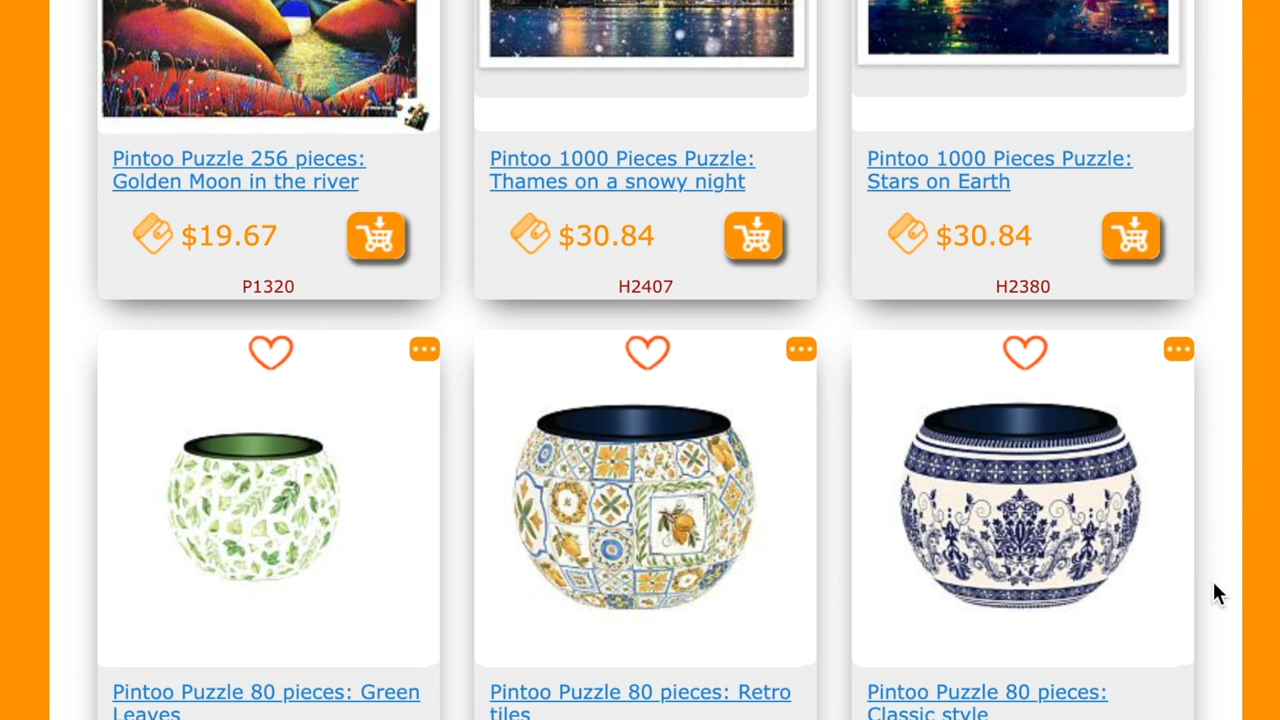 Pintoo Puzzle 256 pieces:
Golden Moon in the river
Pintoo 1000 Pieces Puzzle:
Thames on a snowy night
Pintoo 1000 Pieces Puzzle:
Stars on Earth
$19.67
$30.84
$30.84
P1320
H2407
H2380
Pintoo Puzzle 80 pieces: Green
Leaves
Pintoo Puzzle 80 pieces: Retro
tiles
Pintoo Puzzle 80 pieces:
Classic style